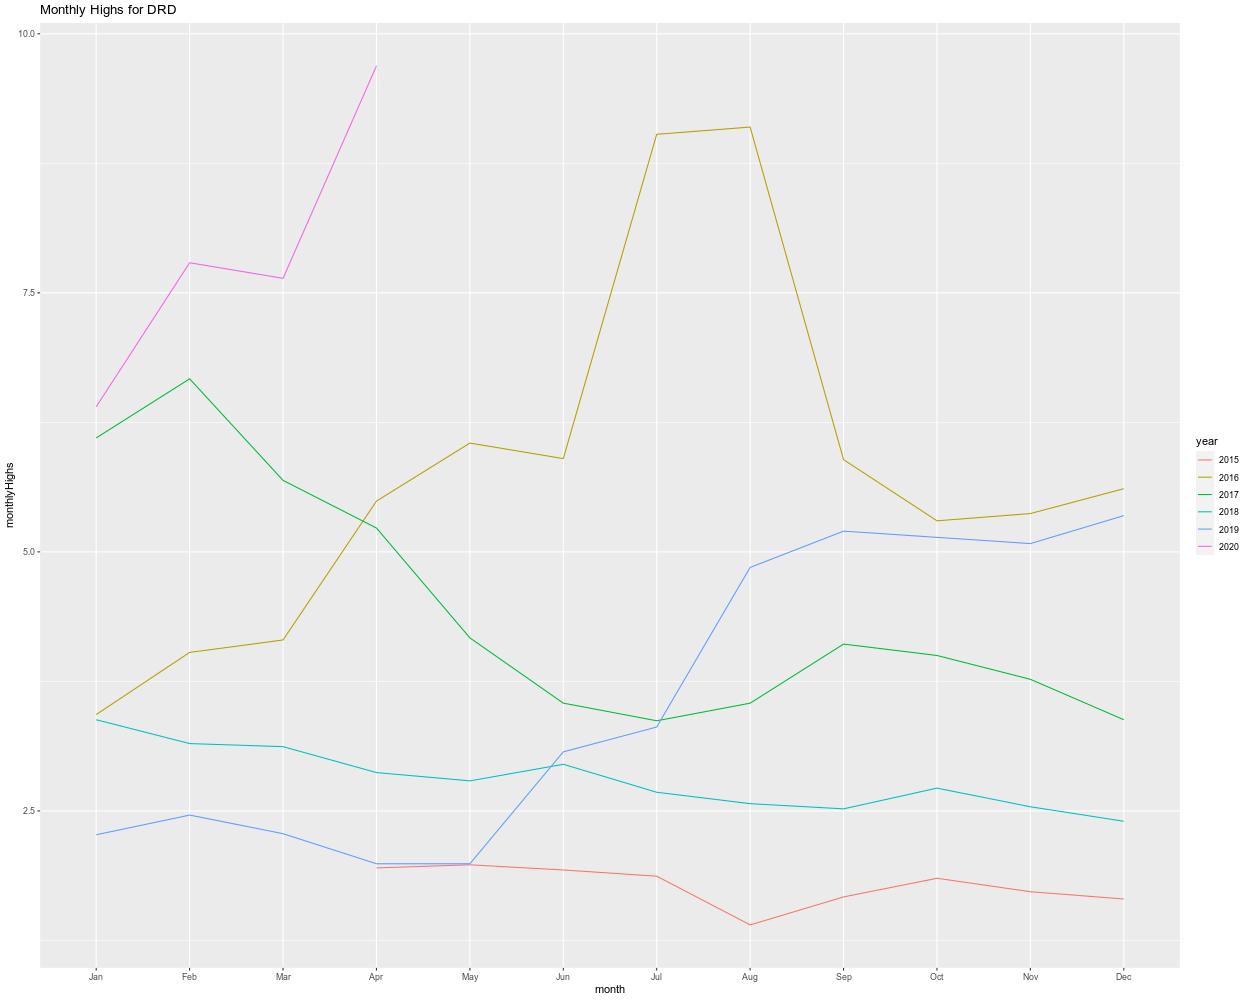 Monthly Highs for DRD
10.0
7.5
5.0
2.5
monthlyHighs
Jan
Feb
Mar
Apr
May
Jun
Jul
Aug
Sep
Oct
Nov
Dec
month
year
2015
2016
2017
2018
2019
2020